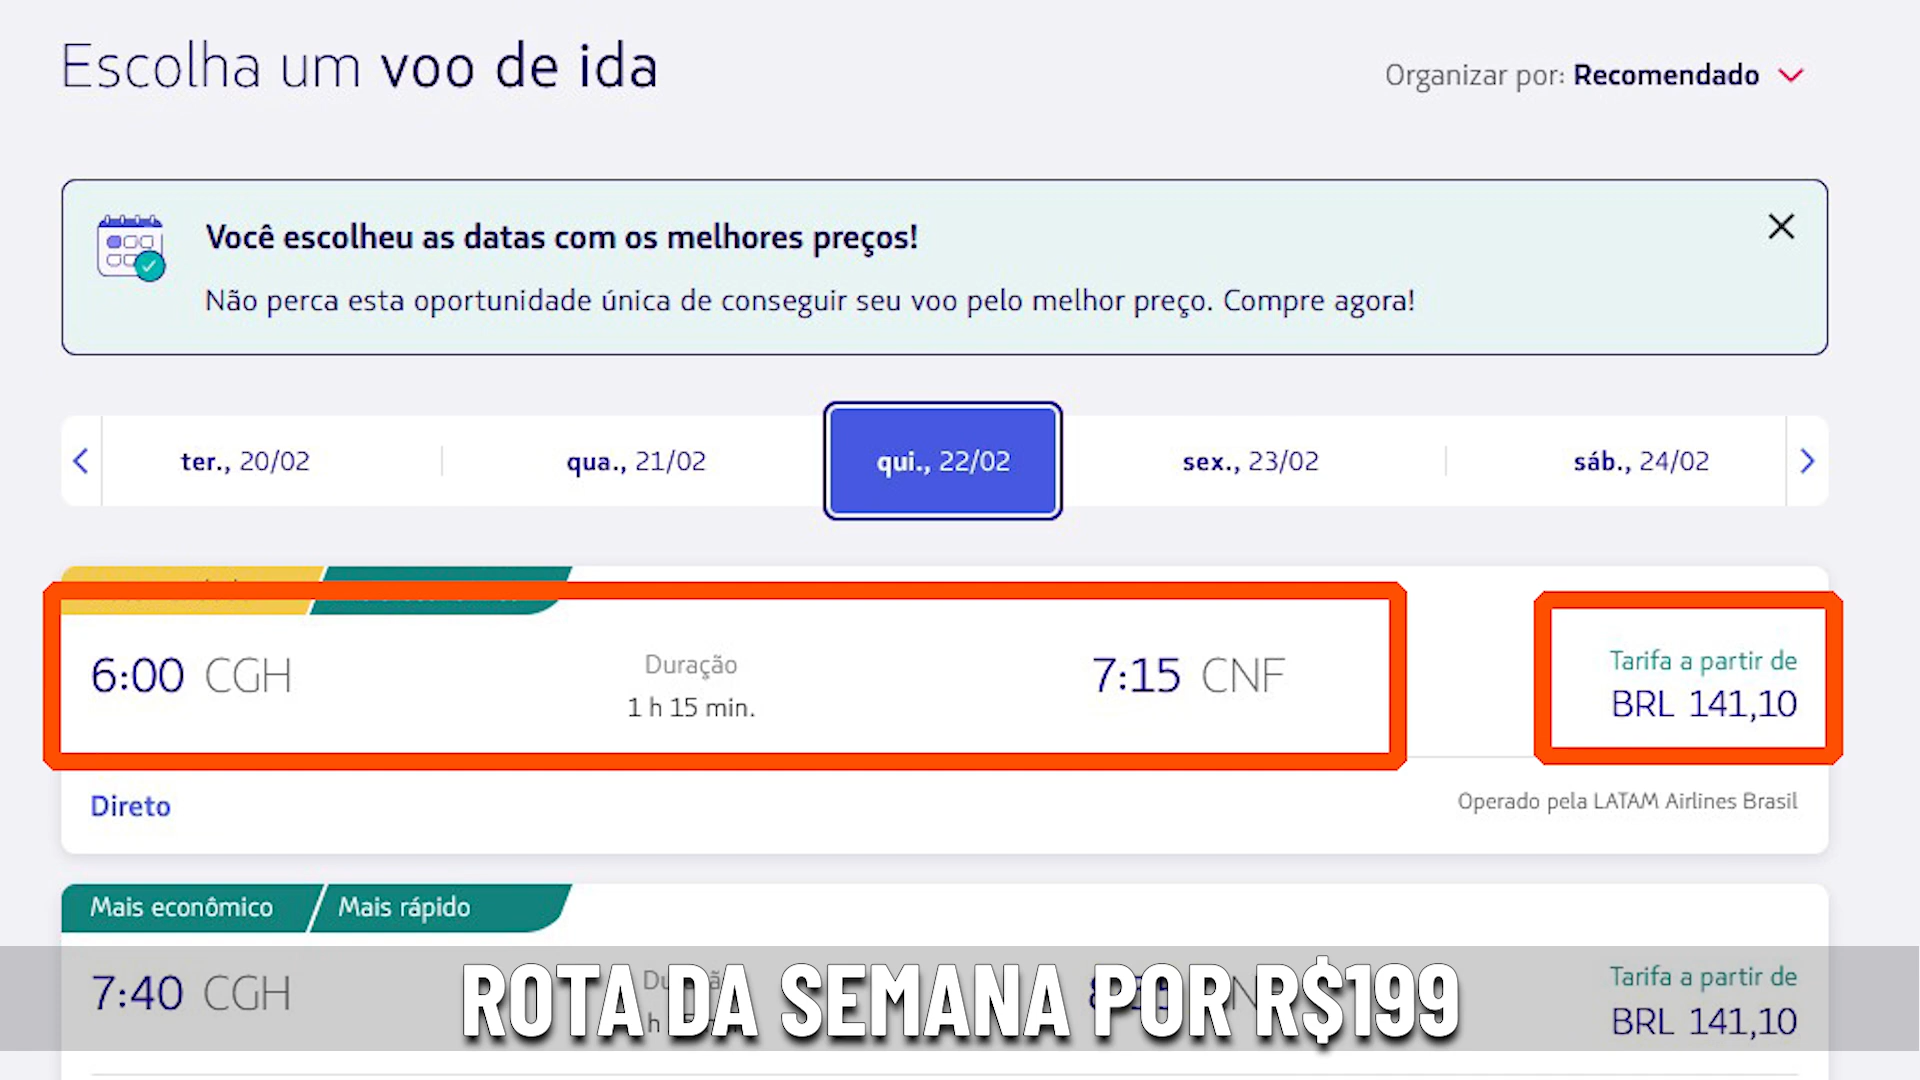 Escolha um voo de ida
Organizar por: Recomendado
Você escolheu as datas com os melhores preços!
Não perca esta oportunidade única de conseguir seu voo pelo melhor preço. Compre agora!
ter., 20/02
qua., 21/02
qui., 22/02
sex., 23/02
sáb., 24/02
6:00 CGH
Duração
1 h 15 min.
7:15 CNF
Tarifa a partir de
BRL 141,10
Direto
Operado pela LATAM Airlines Brasil
Mais econômico
Mais rápido
7:40 CGH
Tarifa a partir de
BRL 141,10
ROTA DA SEMANA POR R$199